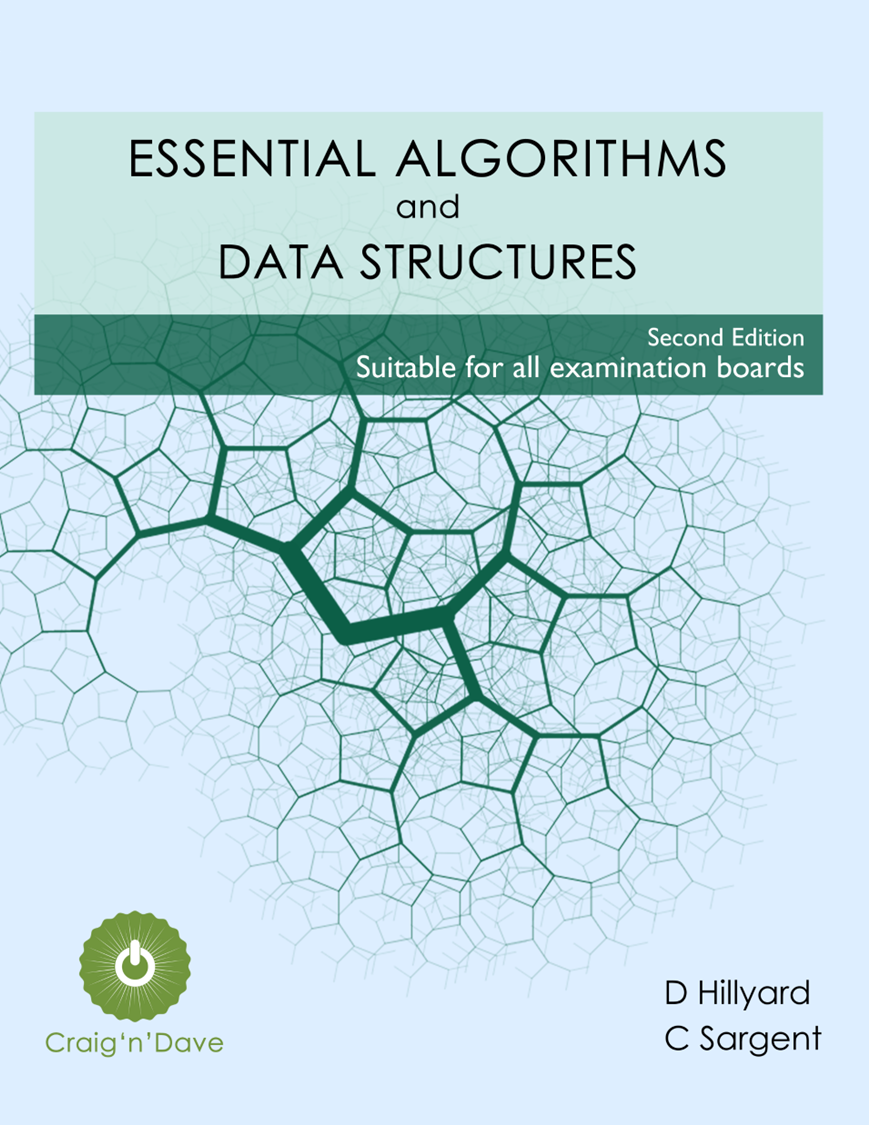 ESSENTIAL ALGORITHMS
and
DATA STRUCTURES
Second Edition
Suitable for all examination boards
D Hillyard
C Sargent
Craig‘n’Dave